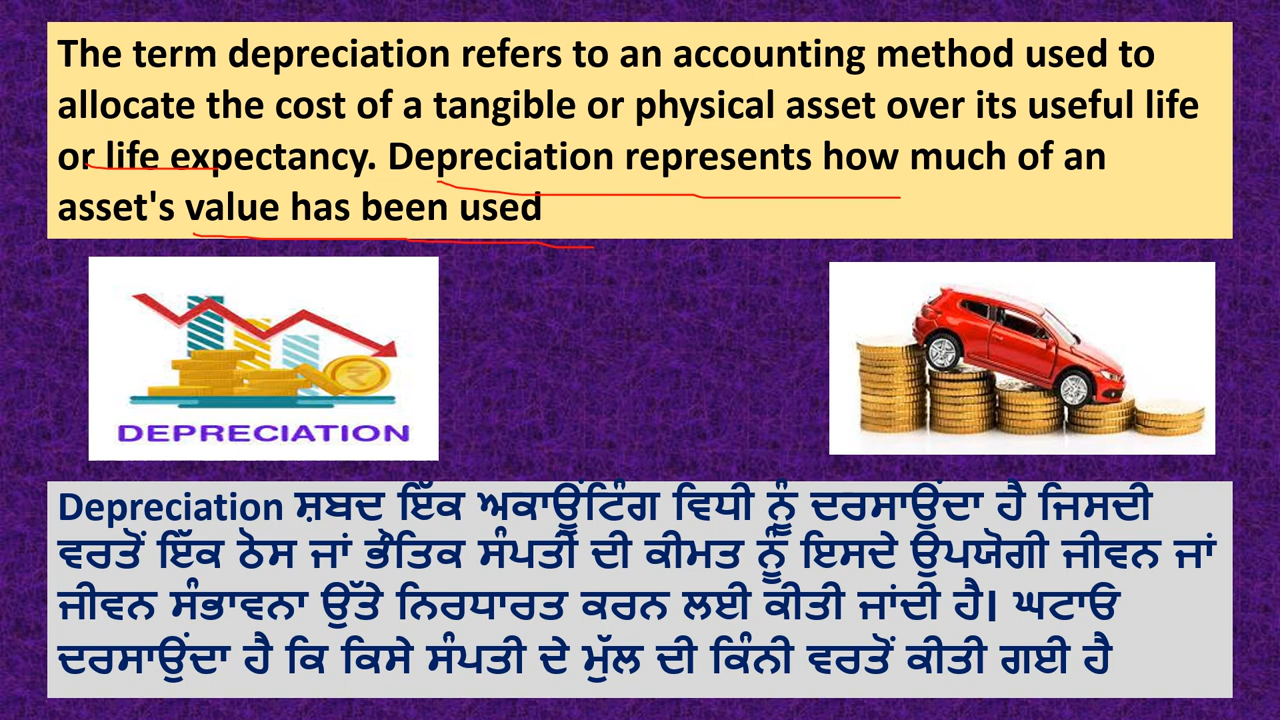 The term depreciation refers to an accounting method used to
allocate the cost of a tangible or physical asset over its useful life
or life expectancy. Depreciation represents how much of an
asset's value has been used
DEPRECIATION
Depreciation ਸ਼ਬਦ ਇੱਕ ਅਕਾਊਂਟਿੰਗ ਵਿਧੀ ਨੂੰ ਦਰਸਾਉਂਦਾ ਹੈ ਜਿਸਦੀ
ਵਰਤੋਂ ਇੱਕ ਠੋਸ ਜਾਂ ਭੌਤਿਕ ਸੰਪਤੀ ਦੀ ਕੀਮਤ ਨੂੰ ਇਸਦੇ ਉਪਯੋਗੀ ਜੀਵਨ ਜਾਂ
ਜੀਵਨ ਸੰਭਾਵਨਾ ਉੱਤੇ ਨਿਰਧਾਰਤ ਕਰਨ ਲਈ ਕੀਤੀ ਜਾਂਦੀ ਹੈ। ਘਟਾਓ
ਦਰਸਾਉਂਦਾ ਹੈ ਕਿ ਕਿਸੇ ਸੰਪਤੀ ਦੇ ਮੁੱਲ ਦੀ ਕਿੰਨੀ ਵਰਤੋਂ ਕੀਤੀ ਗਈ ਹੈ